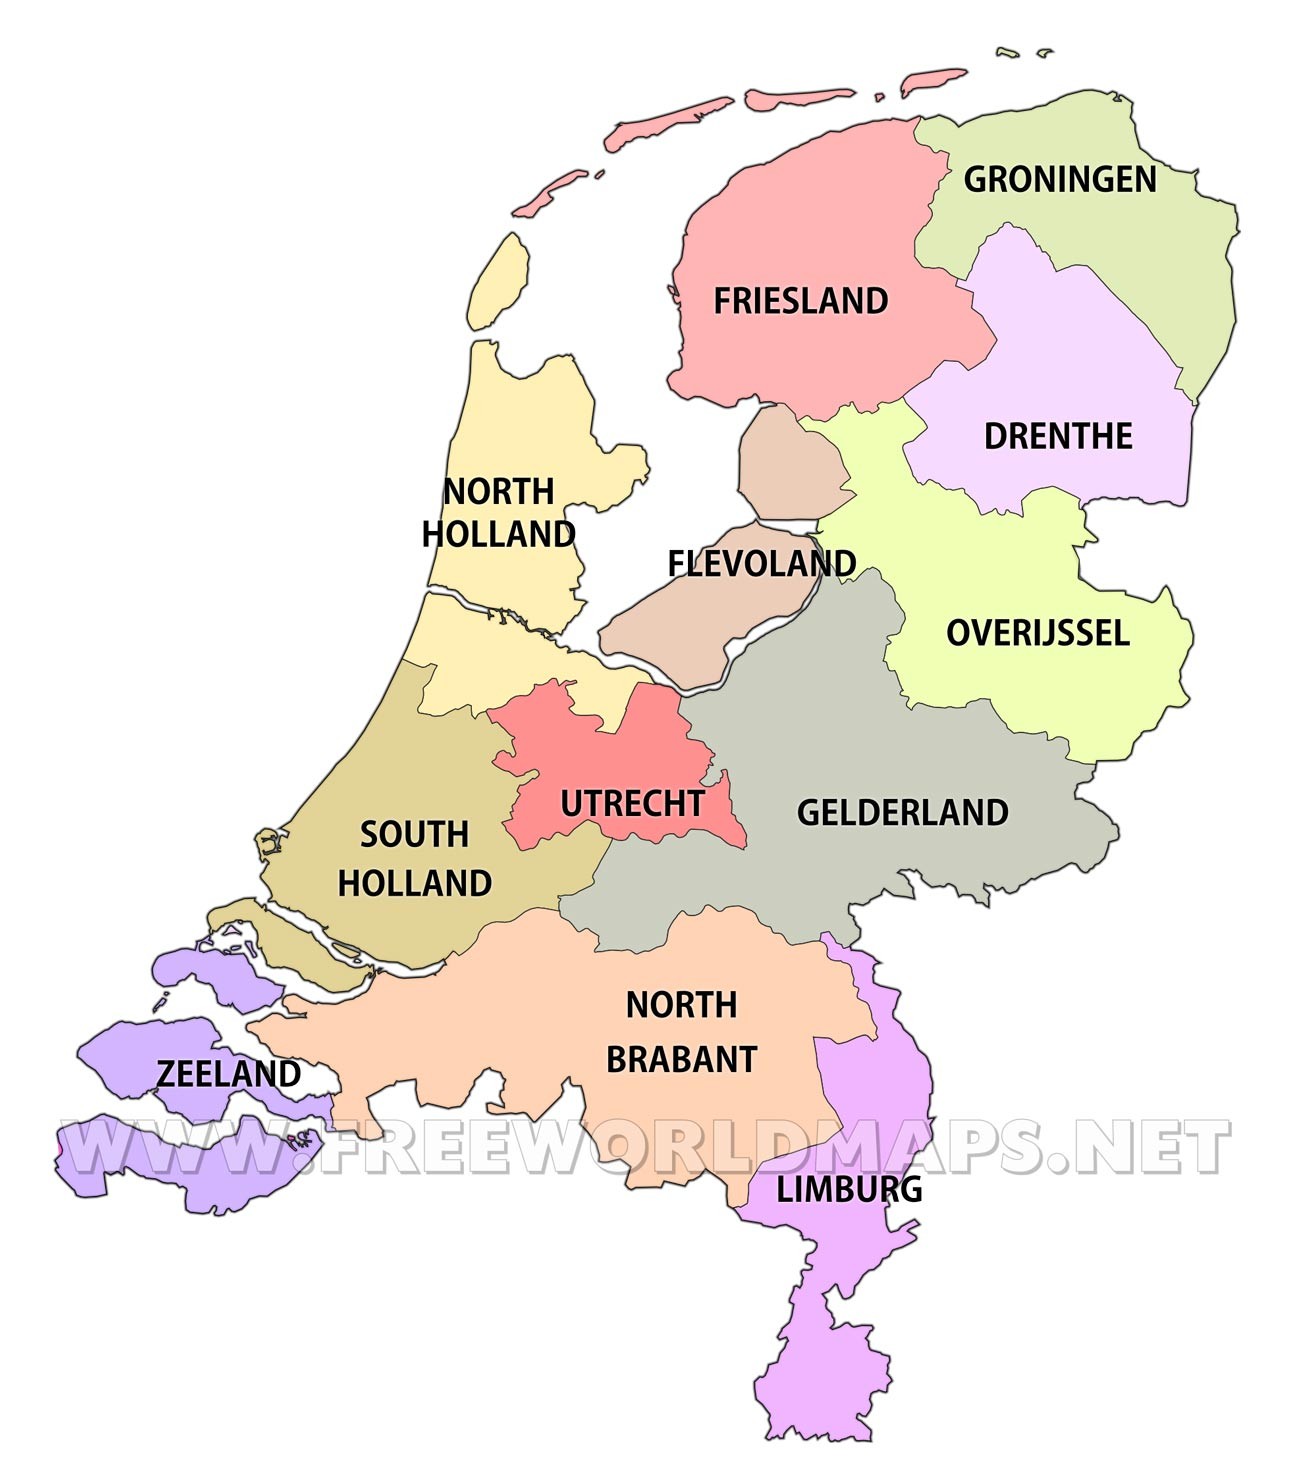 GRONINGEN
FRIESLAND
DRENTHE
NORTH
HOLLAND
FLEVOLAND
OVERIJSSEL
UTRECHT
GELDERLAND
SOUTH
HOLLAND
NORTH
BRABANT
ZEELAND
WWW.FREEWORLDMAPS.NET
LIMBURG